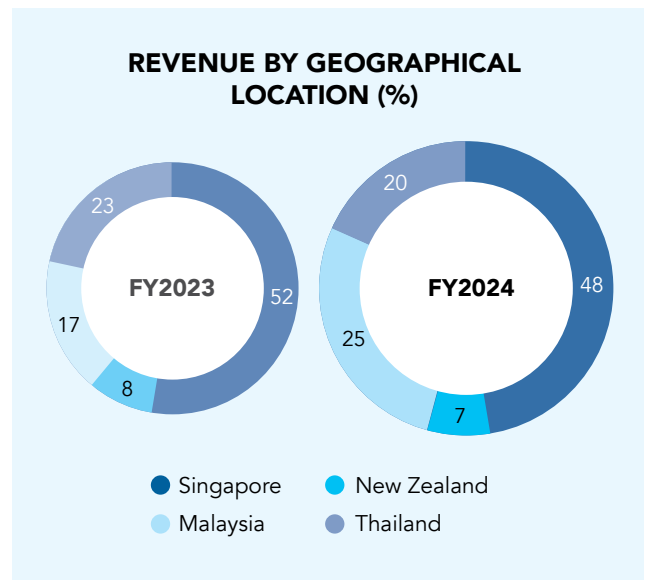 REVENUE BY GEOGRAPHICAL
LOCATION (%)
23
FY2023
52
17
8
20
FY2024
48
25
7
Singapore
New Zealand
Malaysia
Thailand